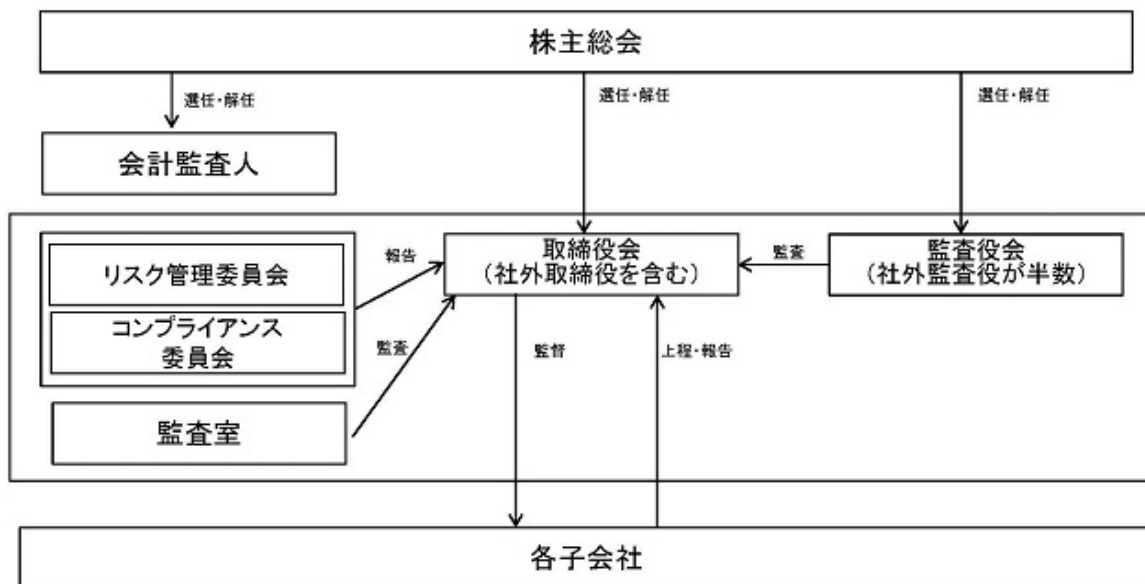 株主総会
選任・解任
選任・解任
選任・解任
会計監査人
リスク管理委員会
コンプライアンス
委員会
報告
取締役会
(社外取締役を含む)
監査
監査役会
(社外監査役が半数)
監査
監督
上程・報告
監査室
各子会社